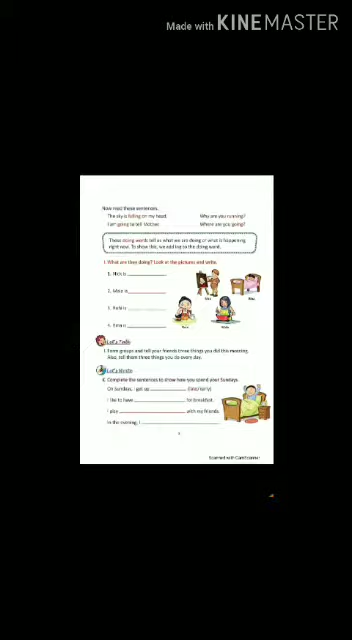 Made with KINEMASTER
Now read these sentences.
The sky is falling on my head. Why are you running?
I am going to tell Mother. Where are you going?
These doing words tell us what we are doing or what is happening
right now. To show this, we add ing to the doing word.
I. What are they doing? Look at the pictures and write.
1. Nick is
2. is
3. is
4. is
Let's Talk
I. Form groups and tell your friends three things you did this morning.
Also, tell them three things you do every day.
Let's Write
K. Complete the sentences to show how you spend your Sundays.
On Sundays, I get up (late/early).
I like to have for breakfast.
I play with my friends.
In the evening, I
Scanned with CamScanner